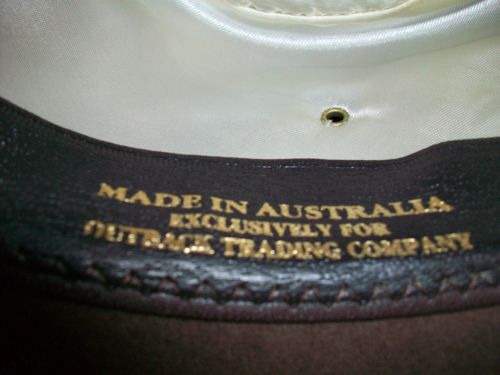 MADE IN AUSTRALIA
EXCLUSIVELY FOR
OUTBACK TRADING COMPANY